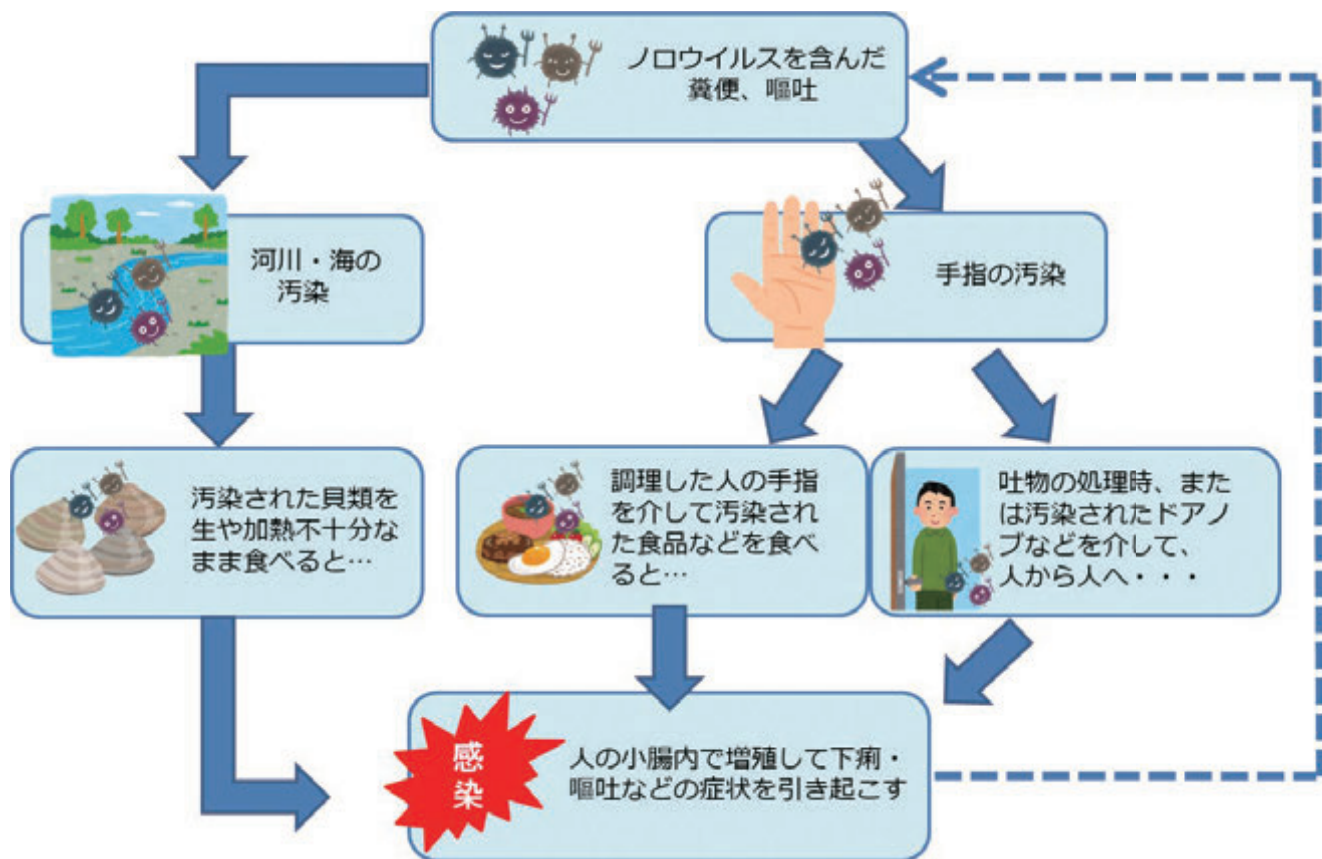 ノロウイルスを含んだ
糞便、嘔吐
河川・海の
汚染
手指の汚染
汚染された貝類を
生や加熱不十分な
まま食べると…
調理した人の手指
を介して汚染され
た食品などを食べ
ると…
吐物の処理時、また
は汚染されたドアノ
ブなどを介して、
人から人へ・・・
感
染
人の小腸内で増殖して下痢・
嘔吐などの症状を引き起こす